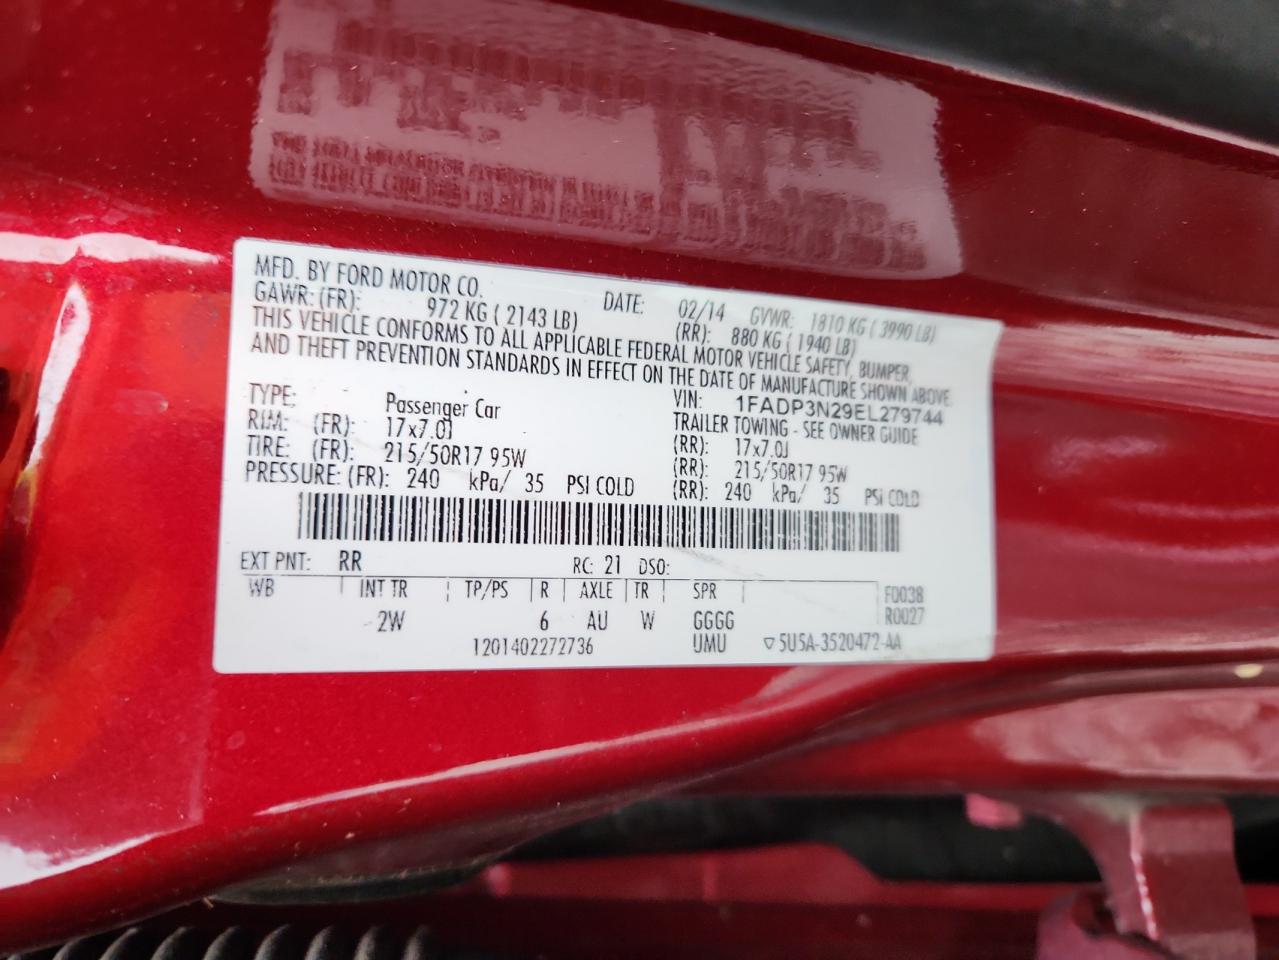 MFD. BY FORD MOTOR CO. DATE: 02/14 GVWR: 1810 KG ( 3990 LB)
GAWR: (FR): 972 KG ( 2143 LB) (RR): 880 KG ( 1940 LB)
THIS VEHICLE CONFORMS TO ALL APPLICABLE FEDERAL MOTOR VEHICLE SAFETY, BUMPER,
AND THEFT PREVENTION STANDARDS IN EFFECT ON THE DATE OF MANUFACTURE SHOWN ABOVE.
TYPE: Passenger Car VIN: 1FADP3N29EL279744
TRAILER TOWING - SEE OWNER GUIDE
RIM: (FR): 17x7.0J (RR): 17x7.0J
TIRE: (FR): 215/50R17 95W (RR): 215/50R17 95W
PRESSURE: (FR): 240 kPa/ 35 PSI COLD (RR): 240 kPa/ 35 PSI COLD
EXT PNT: RR RC: 21 DSO:
WB INT TR TP/PS R AXLE TR SPR F0038
2W 6 AU W GGGG R0027
1201402272736 UMU ▽5U5A-3520472-AA